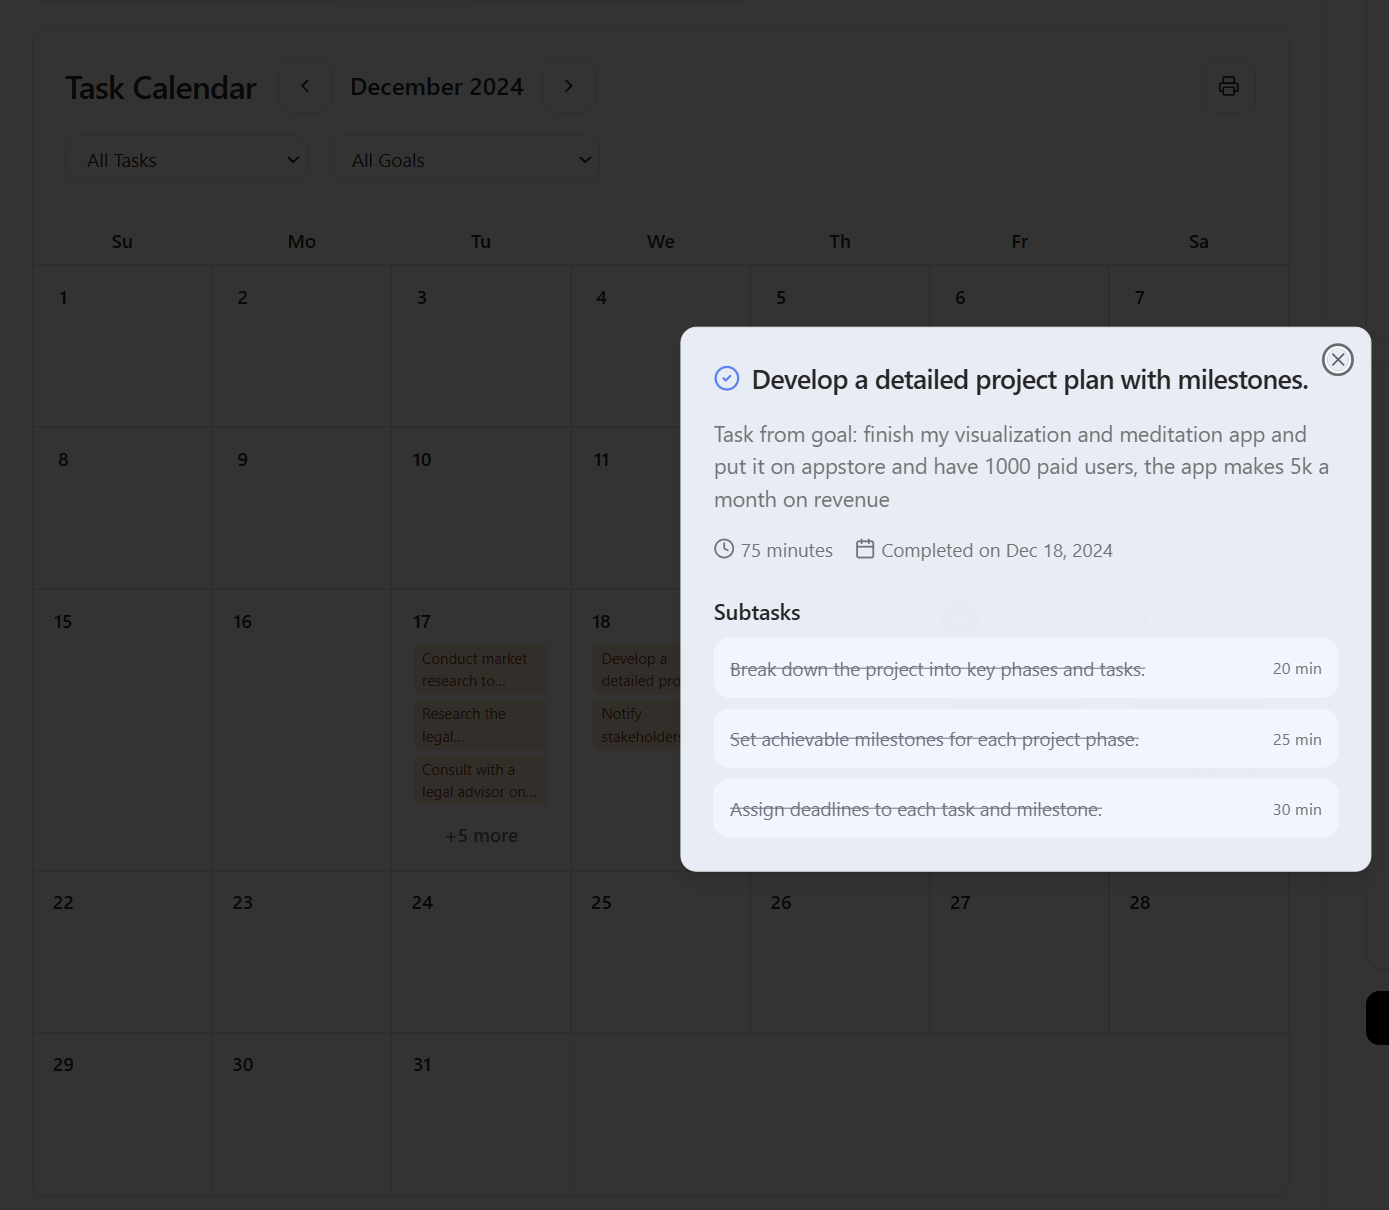 Task Calendar
December 2024
All Tasks
All Goals
Su Mo Tu We Th Fr Sa
1 2 3 4 5 6 7
8 9 10 11
15 16 17 18
Conduct market
research to...
Research the
legal...
Consult with a
legal advisor on...
+5 more
Develop a
detailed pro
Notify
stakeholders
22 23 24 25 26 27 28
29 30 31
Develop a detailed project plan with milestones.
Task from goal: finish my visualization and meditation app and
put it on appstore and have 1000 paid users, the app makes 5k a
month on revenue
75 minutes Completed on Dec 18, 2024
Subtasks
Break down the project into key phases and tasks. 20 min
Set achievable milestones for each project phase. 25 min
Assign deadlines to each task and milestone. 30 min